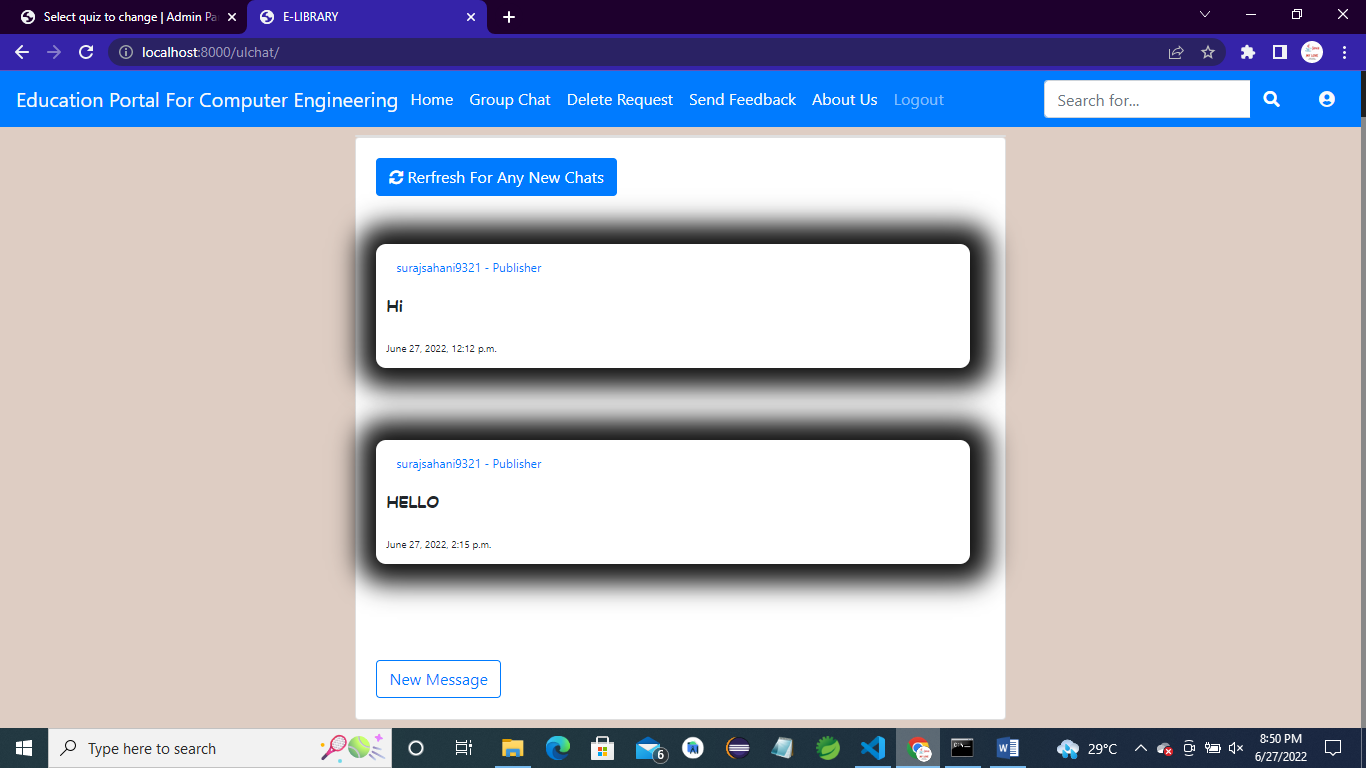 Select quiz to change | Admin Pa
E-LIBRARY
localhost:8000/ulchat/
Education Portal For Computer Engineering Home Group Chat Delete Request Send Feedback About Us Logout Search for...
Rerfresh For Any New Chats
surajsahani9321 - Publisher
Hi
June 27, 2022, 12:12 p.m.
surajsahani9321 - Publisher
HELLO
June 27, 2022, 2:15 p.m.
New Message
Type here to search
6
29°C
8:50 PM
6/27/2022